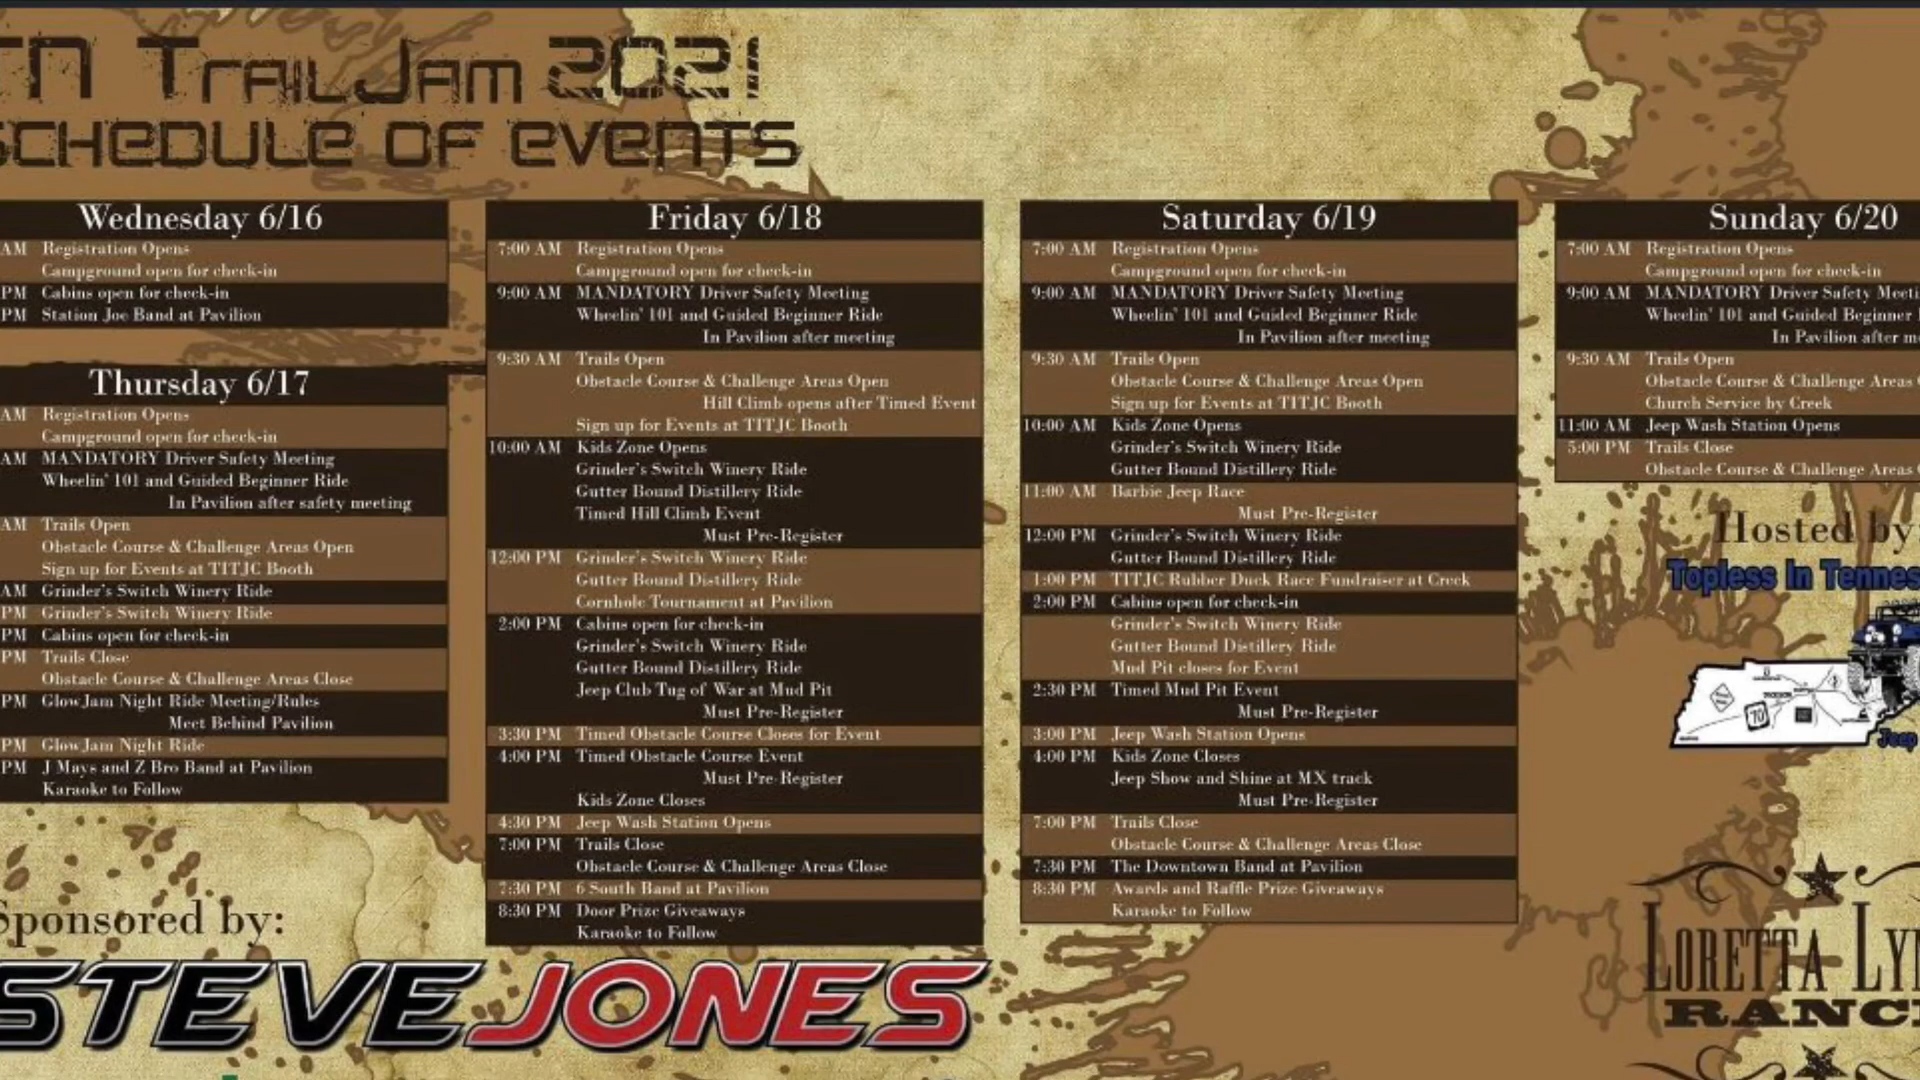 TN TrailJam 2021
Schedule of Events
Wednesday 6/16
AM Registration Opens
Campground open for check-in
PM Cabins open for check-in
PM Station Joe Band at Pavilion
Thursday 6/17
AM Registration Opens
Campground open for check-in
AM MANDATORY Driver Safety Meeting
Wheelin' 101 and Guided Beginner Ride
In Pavilion after safety meeting
AM Trails Open
Obstacle Course & Challenge Areas Open
Sign up for Events at TITJC Booth
AM Grinder's Switch Winery Ride
PM Grinder's Switch Winery Ride
PM Cabins open for check-in
PM Trails Close
Obstacle Course & Challenge Areas Close
PM GlowJam Night Ride Meeting/Rules
Meet Behind Pavilion
PM GlowJam Night Ride
PM J Mays and Z Bro Band at Pavilion
Karaoke to Follow
Friday 6/18
7:00 AM Registration Opens
Campground open for check-in
9:00 AM MANDATORY Driver Safety Meeting
Wheelin' 101 and Guided Beginner Ride
In Pavilion after meeting
9:30 AM Trails Open
Obstacle Course & Challenge Areas Open
Hill Climb opens after Timed Event
Sign up for Events at TITJC Booth
10:00 AM Kids Zone Opens
Grinder's Switch Winery Ride
Gutter Bound Distillery Ride
Timed Hill Climb Event
Must Pre-Register
12:00 PM Grinder's Switch Winery Ride
Gutter Bound Distillery Ride
Cornhole Tournament at Pavilion
2:00 PM Cabins open for check-in
Grinder's Switch Winery Ride
Gutter Bound Distillery Ride
Jeep Club Tug of War at Mud Pit
Must Pre-Register
3:30 PM Timed Obstacle Course Closes for Event
4:00 PM Timed Obstacle Course Event
Must Pre-Register
Kids Zone Closes
4:30 PM Jeep Wash Station Opens
7:00 PM Trails Close
Obstacle Course & Challenge Areas Close
7:30 PM 6 South Band at Pavilion
8:30 PM Door Prize Giveaways
Karaoke to Follow
Saturday 6/19
7:00 AM Registration Opens
Campground open for check-in
9:00 AM MANDATORY Driver Safety Meeting
Wheelin' 101 and Guided Beginner Ride
In Pavilion after meeting
9:30 AM Trails Open
Obstacle Course & Challenge Areas Open
Sign up for Events at TITJC Booth
10:00 AM Kids Zone Opens
Grinder's Switch Winery Ride
Gutter Bound Distillery Ride
11:00 AM Barbie Jeep Race
Must Pre-Register
12:00 PM Grinder's Switch Winery Ride
Gutter Bound Distillery Ride
1:00 PM TITJC Rubber Duck Race Fundraiser at Creek
2:00 PM Cabins open for check-in
Grinder's Switch Winery Ride
Gutter Bound Distillery Ride
Mud Pit closes for Event
2:30 PM Timed Mud Pit Event
Must Pre-Register
3:00 PM Jeep Wash Station Opens
4:00 PM Kids Zone Closes
Jeep Show and Shine at MX track
Must Pre-Register
7:00 PM Trails Close
Obstacle Course & Challenge Areas Close
7:30 PM The Downtown Band at Pavilion
8:30 PM Awards and Raffle Prize Giveaways
Karaoke to Follow
Sunday 6/20
7:00 AM Registration Opens
Campground open for check-in
9:00 AM MANDATORY Driver Safety Meeti
Wheelin' 101 and Guided Beginner
In Pavilion after m
9:30 AM Trails Open
Obstacle Course & Challenge Areas
Church Service by Creek
11:00 AM Jeep Wash Station Opens
5:00 PM Trails Close
Obstacle Course & Challenge Areas
Hosted by:
Topless In Tennes
70
Jeep
Loretta Lyn
RANC
Sponsored by:
STEVE JONES